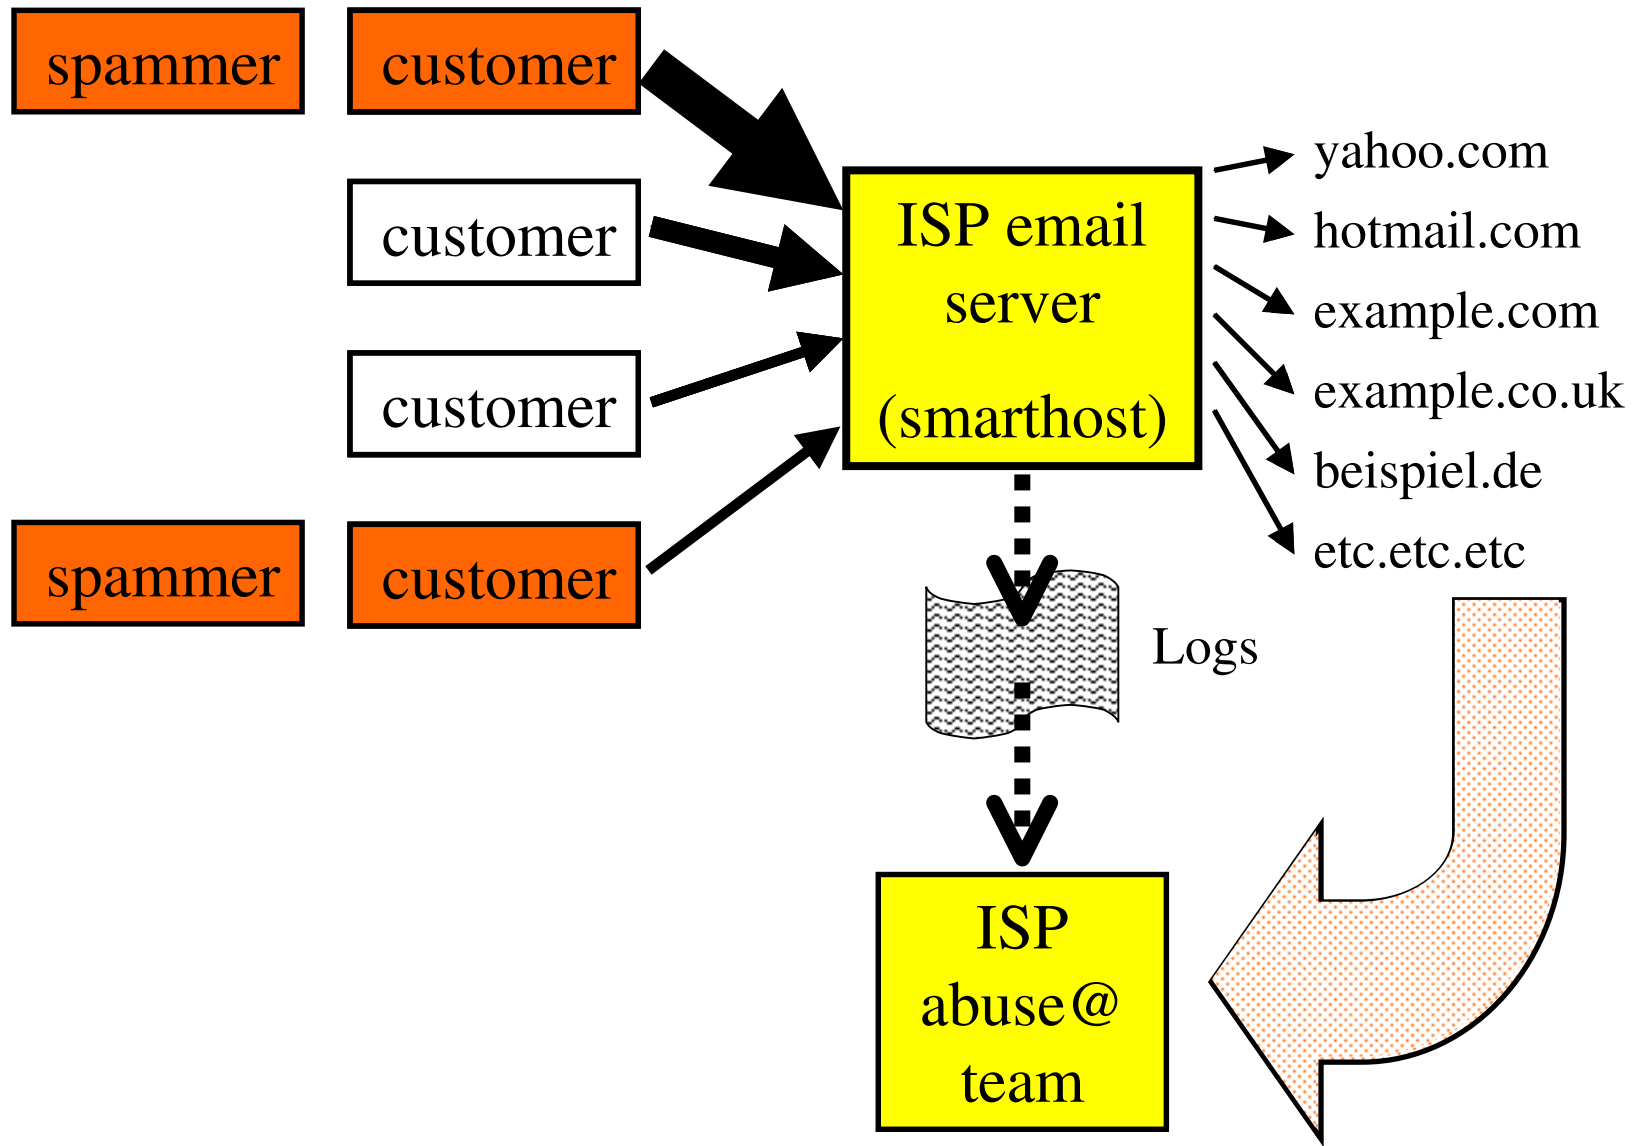 spammer
customer
customer
customer
spammer
customer
ISP email
server
(smarthost)
yahoo.com
hotmail.com
example.com
example.co.uk
beispiel.de
etc.etc.etc
Logs
ISP
abuse@
team